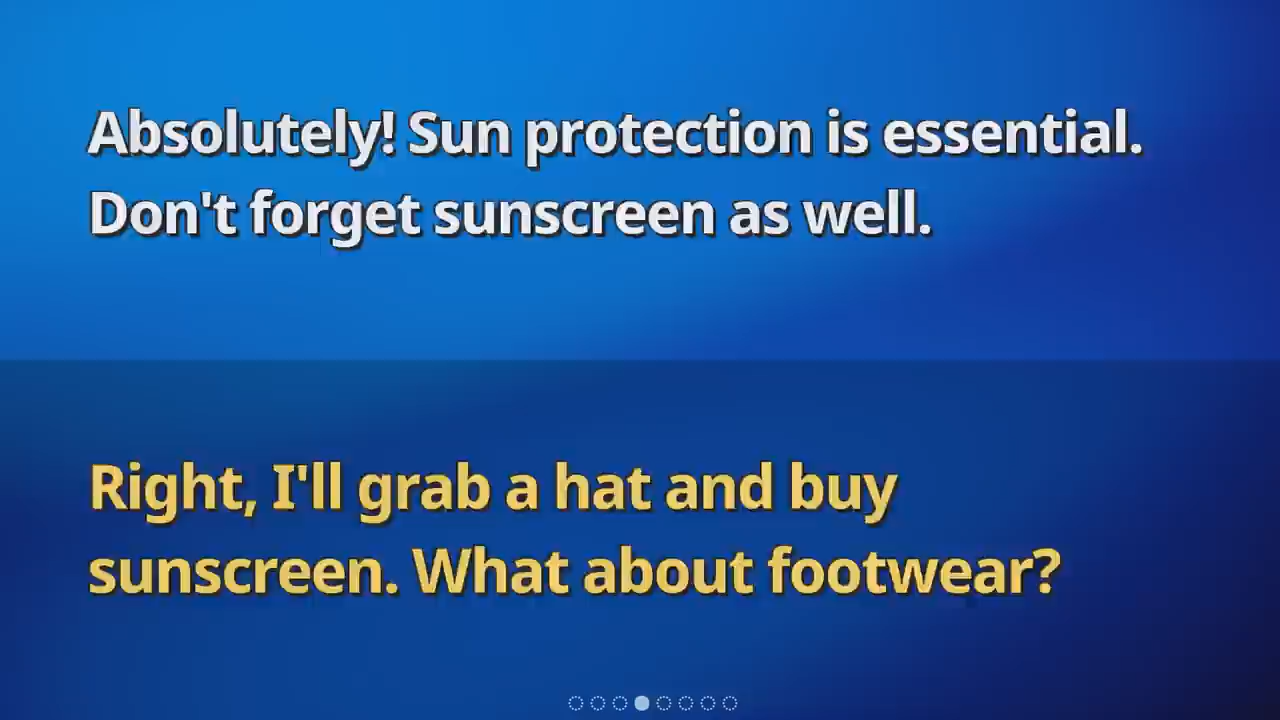 Absolutely! Sun protection is essential.
Don't forget sunscreen as well.
Right, I'll grab a hat and buy
sunscreen. What about footwear?